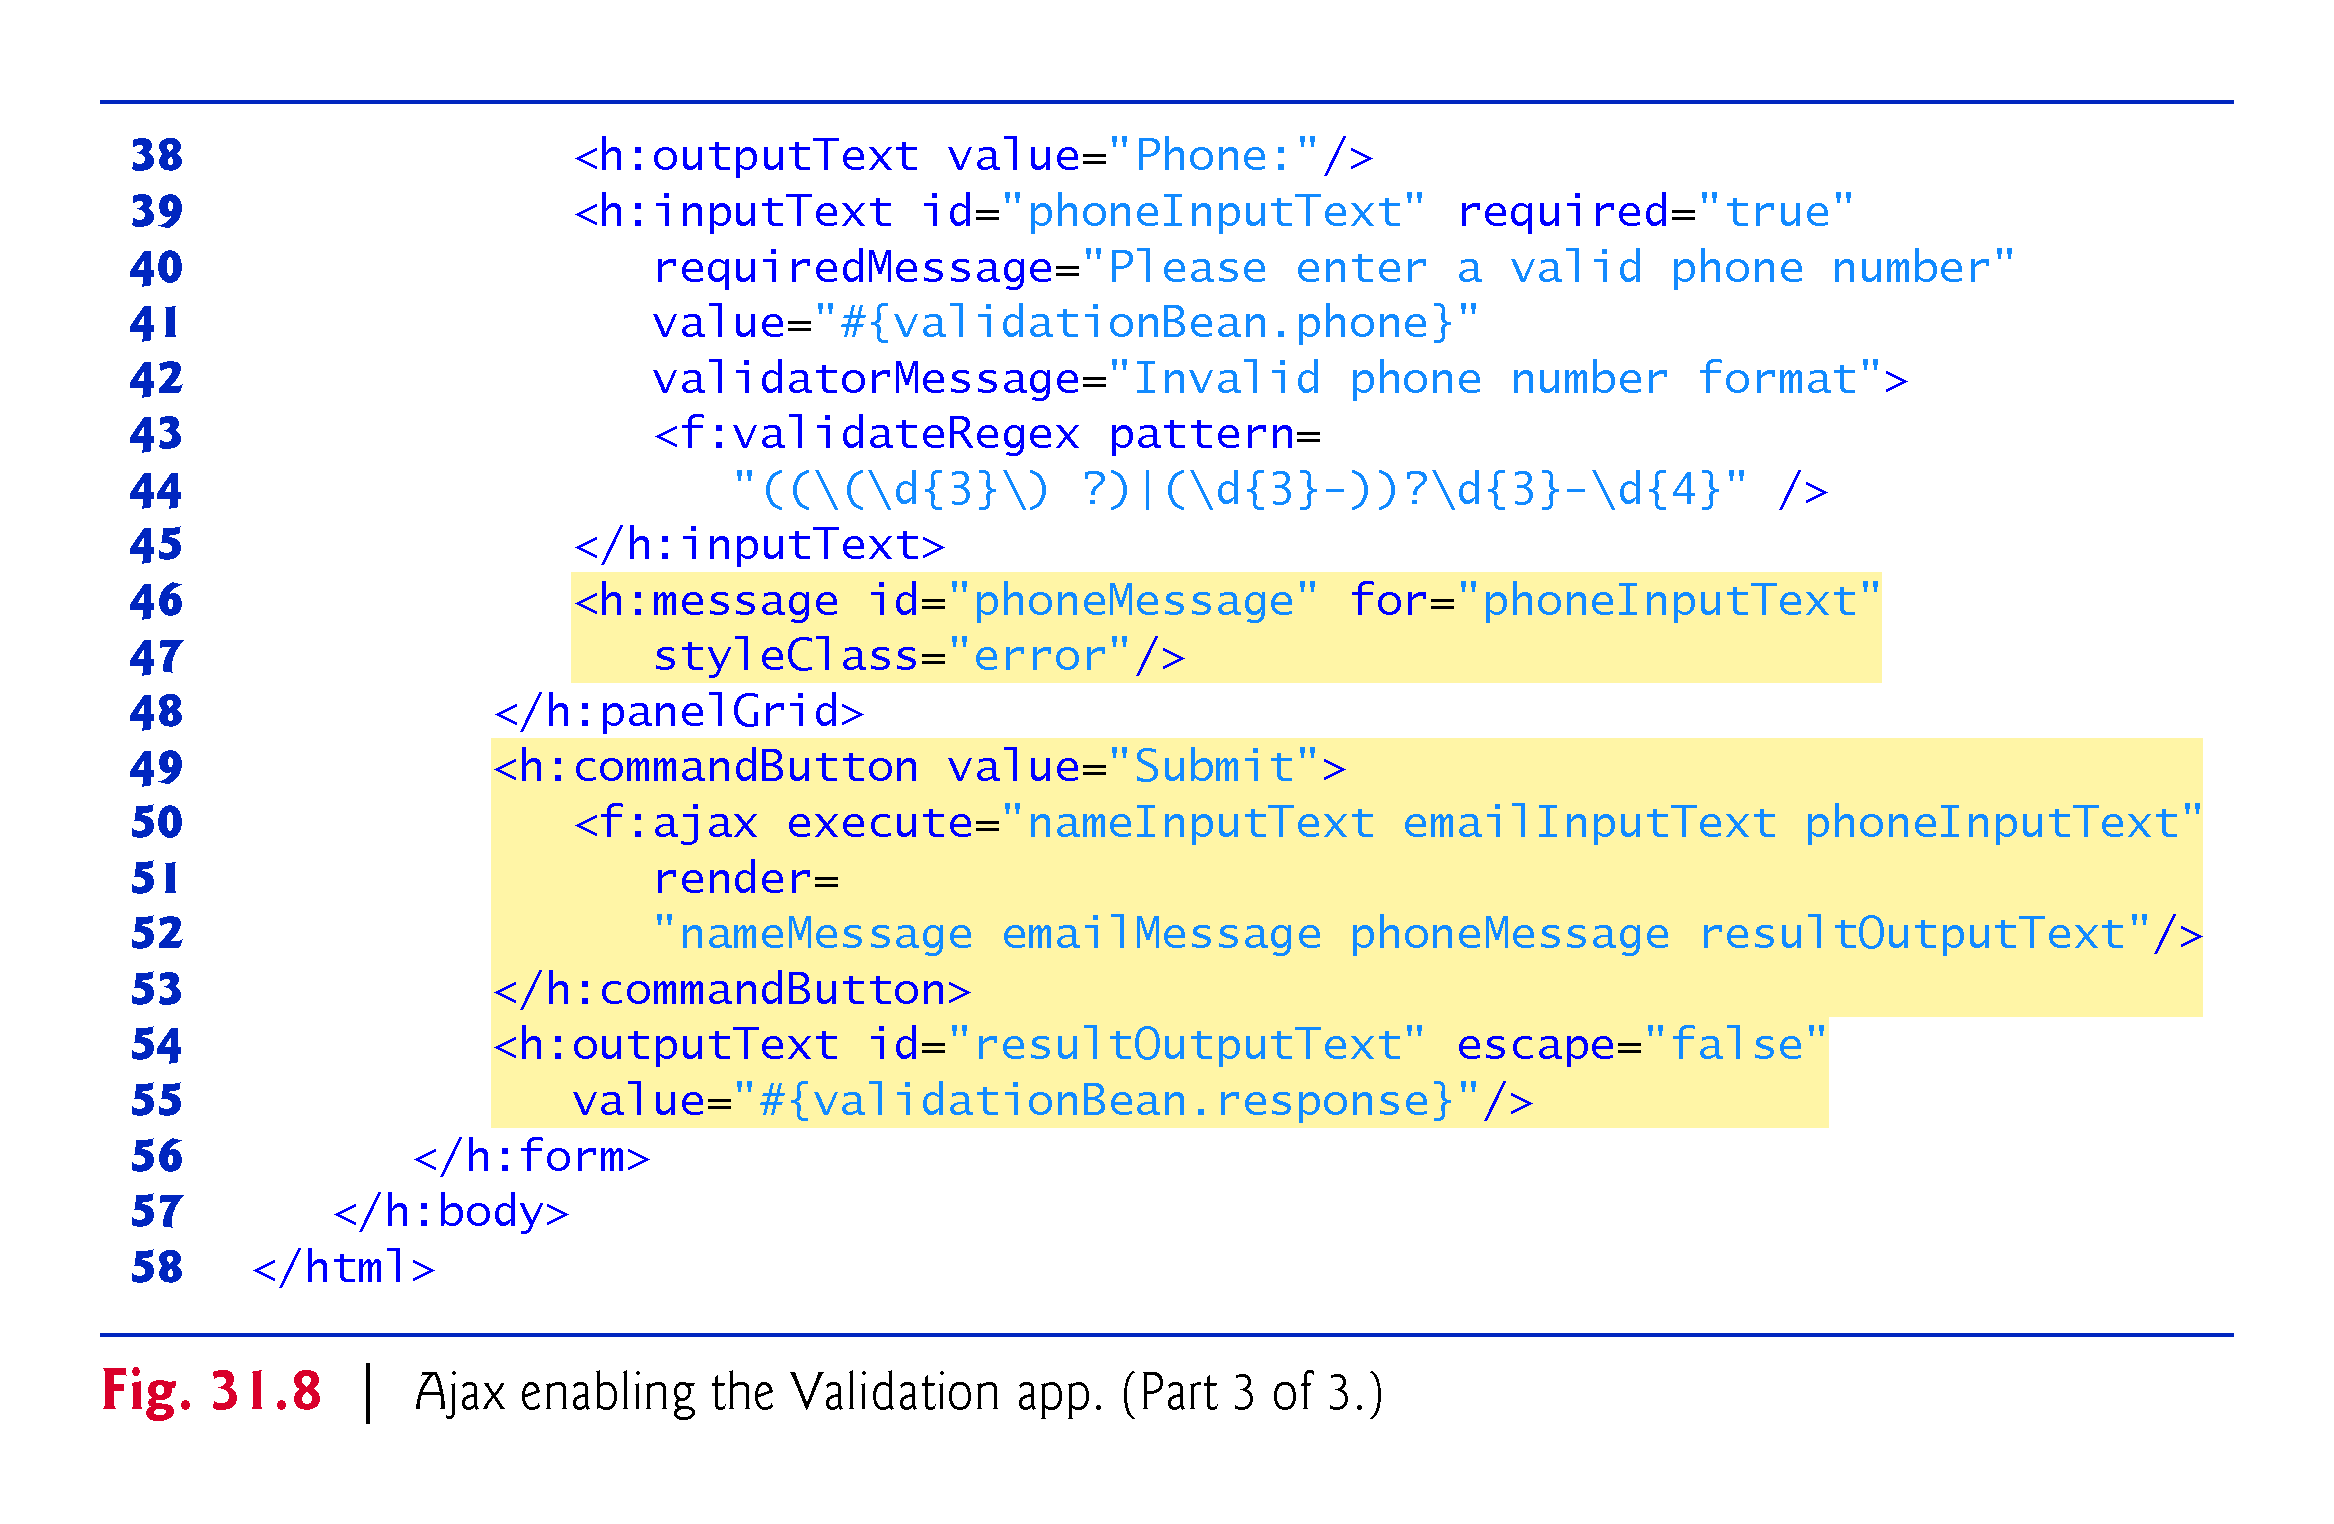 38 <h:outputText value="Phone:"/>
39 <h:inputText id="phoneInputText" required="true"
40 requiredMessage="Please enter a valid phone number"
41 value="#{validationBean.phone}"
42 validatorMessage="Invalid phone number format">
43 <f:validateRegex pattern=
44 "((\(\d{3}\) ?)|(\d{3}-))?\d{3}-\d{4}" />
45 </h:inputText>
46 <h:message id="phoneMessage" for="phoneInputText"
47 styleClass="error"/>
48 </h:panelGrid>
49 <h:commandButton value="Submit">
50 <f:ajax execute="nameInputText emailInputText phoneInputText"
51 render=
52 "nameMessage emailMessage phoneMessage resultOutputText"/>
53 </h:commandButton>
54 <h:outputText id="resultOutputText" escape="false"
55 value="#{validationBean.response}"/>
56 </h:form>
57 </h:body>
58 </html>
Fig. 31.8 | Ajax enabling the Validation app. (Part 3 of 3.)